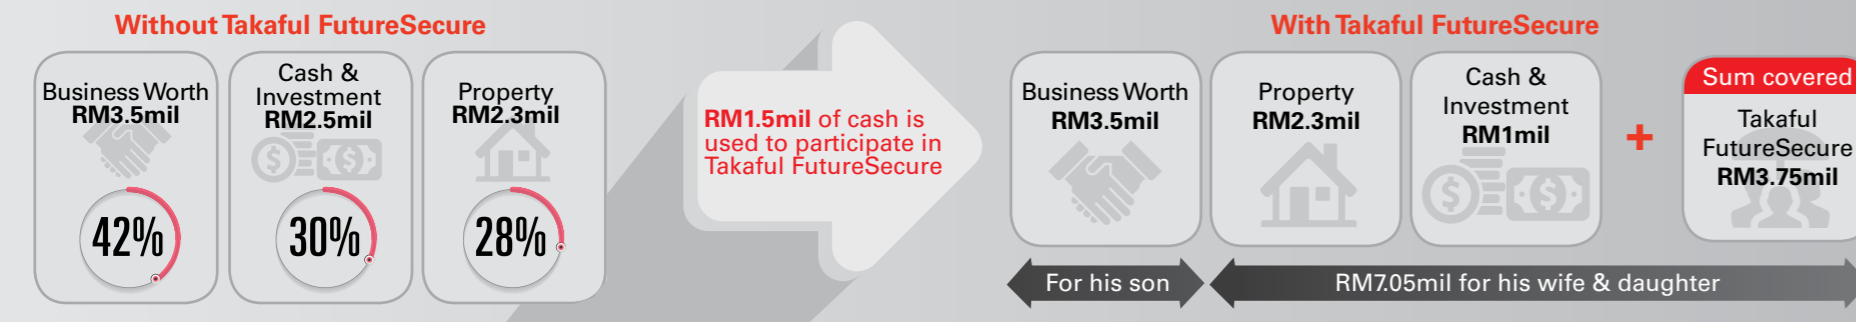 Without Takaful FutureSecure
Business Worth
RM3.5mil
42%
Cash &
Investment
RM2.5mil
30%
Property
RM2.3mil
28%
RM1.5mil of cash is
used to participate in
Takaful FutureSecure
With Takaful FutureSecure
Business Worth
RM3.5mil
Property
RM2.3mil
Cash &
Investment
RM1mil
+
Sum covered
Takaful
FutureSecure
RM3.75mil
For his son
RM7.05mil for his wife & daughter